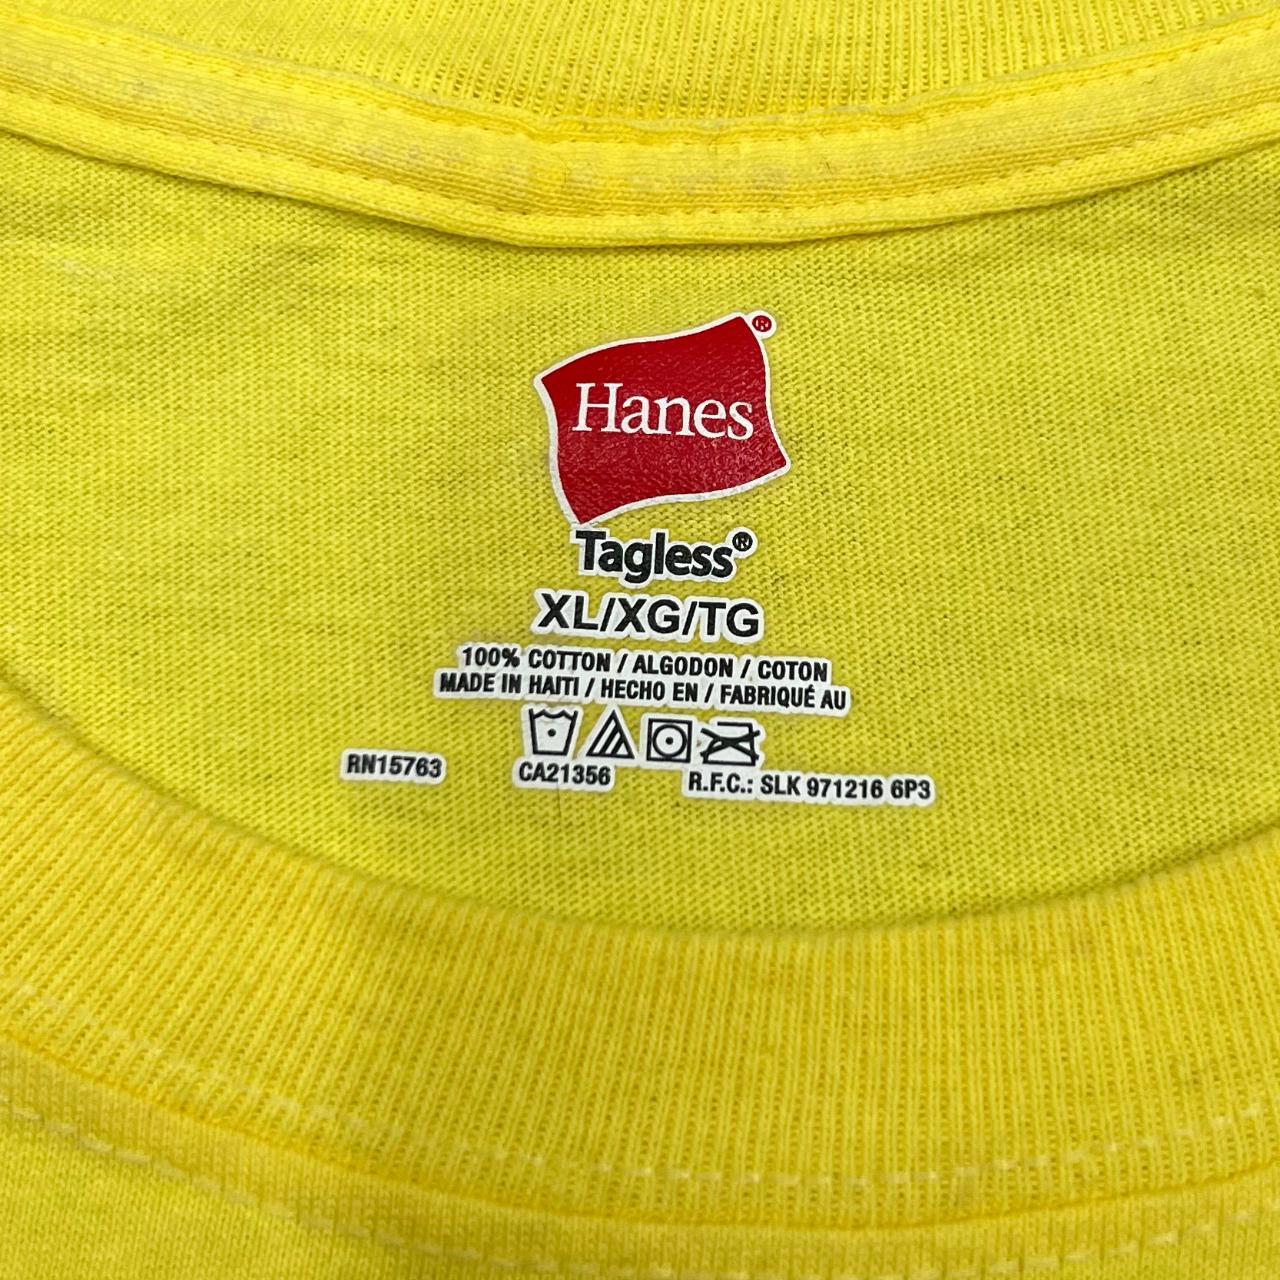 Hanes®
Tagless®
XL/XG/TG
100% COTTON / ALGODON / COTON
MADE IN HAITI / HECHO EN / FABRIQUÉ AU
RN15763 CA21356 R.F.C.: SLK 971216 6P3